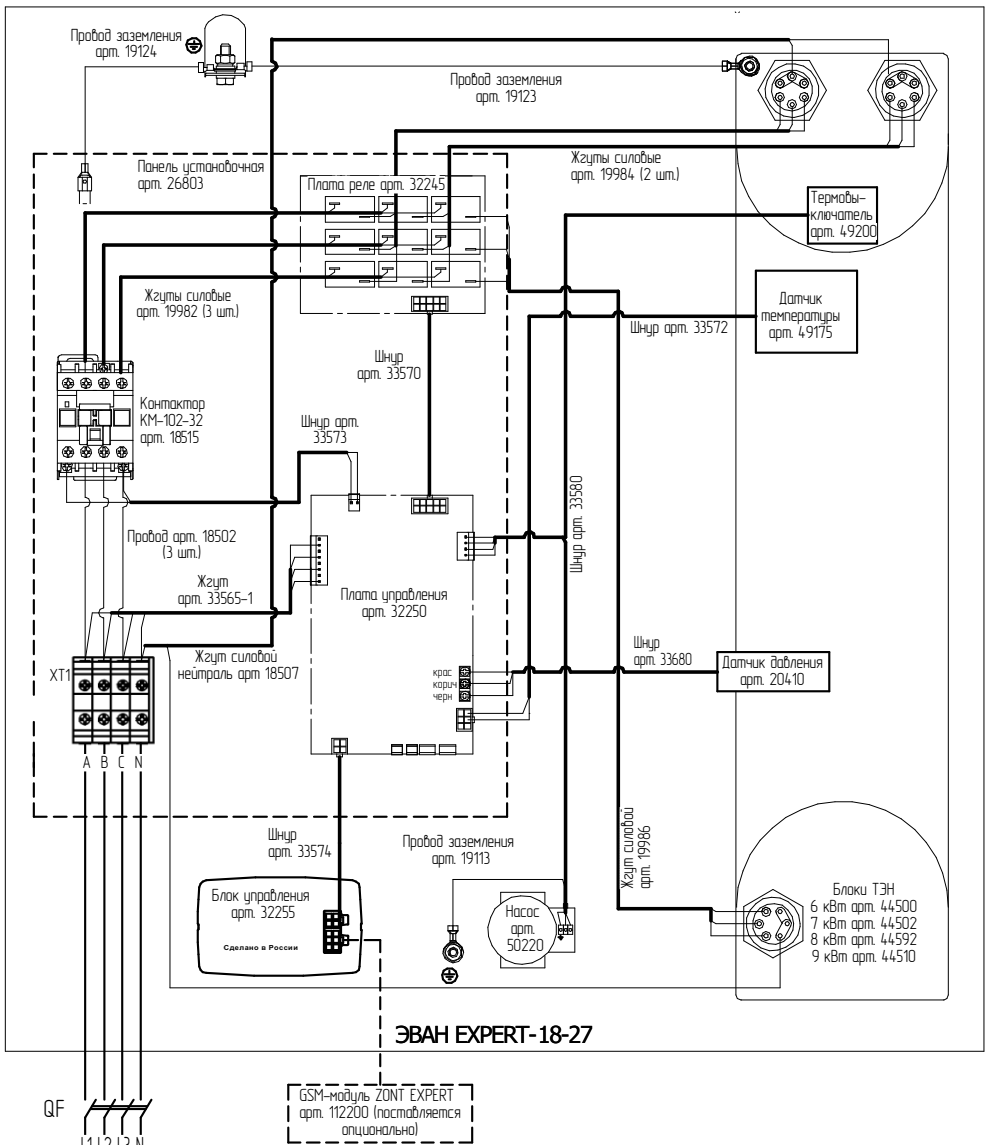 Провод заземления
арт. 19124
Провод заземления
арт. 19123
Панель установочная
арт. 26803
Плата реле арт. 32245
Жгуты силовые
арт. 19984 (2 шт.)
Термовы-
ключатель
арт. 49200
Жгуты силовые
арт. 19982 (3 шт.)
Датчик
температуры
арт. 49175
Шнур арт. 33572
Шнур
арт. 33570
Контактор
КМ-102-32
арт. 18515
Шнур арт.
33573
Шнур арт. 33580
Провод арт. 18502
(3 шт.)
Жгут
арт. 33565-1
Плата управления
арт. 32250
Жгут силовой
нейтраль арт 18507
XT1
Шнур
арт. 33680
Датчик давления
арт. 20410
крас
корич
черн
A B C N
Шнур
арт. 33574
Провод заземления
арт. 19113
Жгут силовой
арт. 19986
Блок управления
арт. 32255
Сделано в России
Насос
арт.
50220
Блоки ТЭН
6 кВт арт. 44500
7 кВт арт. 44502
8 кВт арт. 44592
9 кВт арт. 44510
ЭВАН EXPERT-18-27
GSM-модуль ZONT EXPERT
арт. 112200 (поставляется
опционально)
QF
L1 L2 L3 N